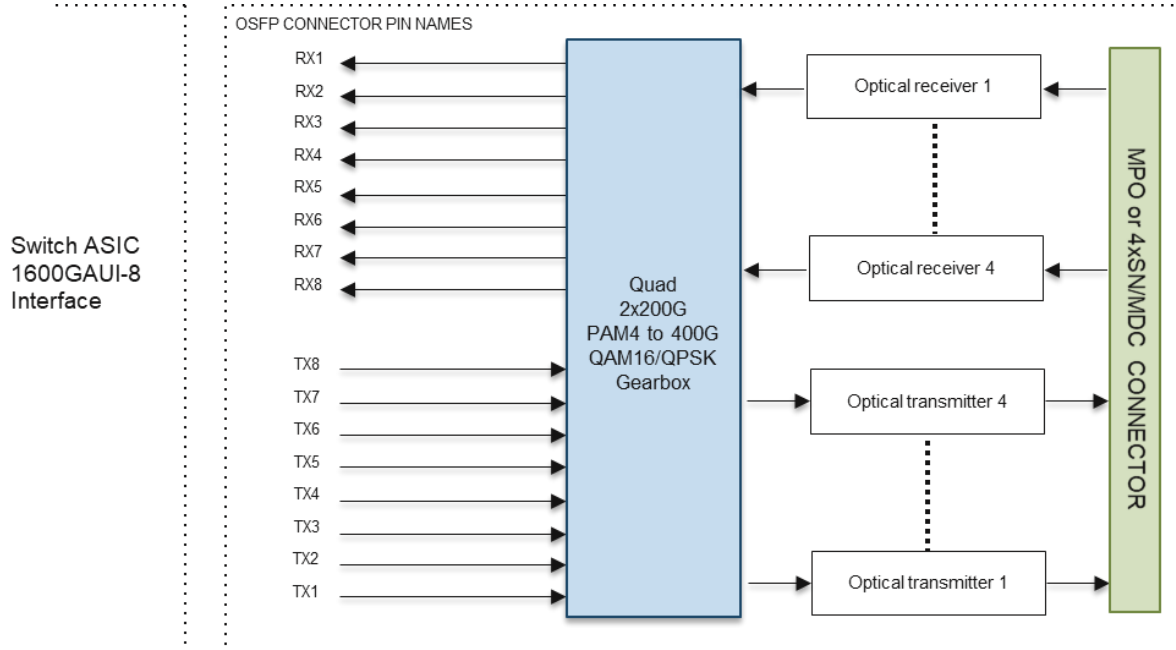 OSFP CONNECTOR PIN NAMES
RX1
RX2
RX3
RX4
RX5
RX6
RX7
RX8
TX8
TX7
TX6
TX5
TX4
TX3
TX2
TX1
Switch ASIC
1600GAUI-8
Interface
Quad
2x200G
PAM4 to 400G
QAM16/QPSK
Gearbox
Optical receiver 1
Optical receiver 4
Optical transmitter 4
Optical transmitter 1
MPO or 4xSN/MDC CONNECTOR